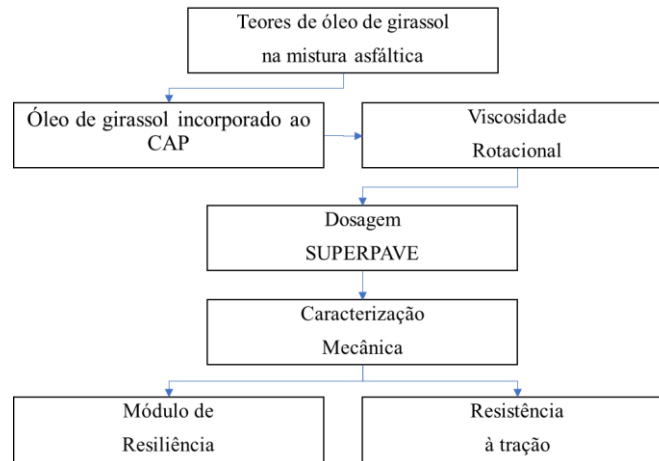 Teores de óleo de girassol
na mistura asfáltica
Óleo de girassol incorporado ao
CAP
Viscosidade
Rotacional
Dosagem
SUPERPAVE
Caracterização
Mecânica
Módulo de
Resiliência
Resistência
à tração